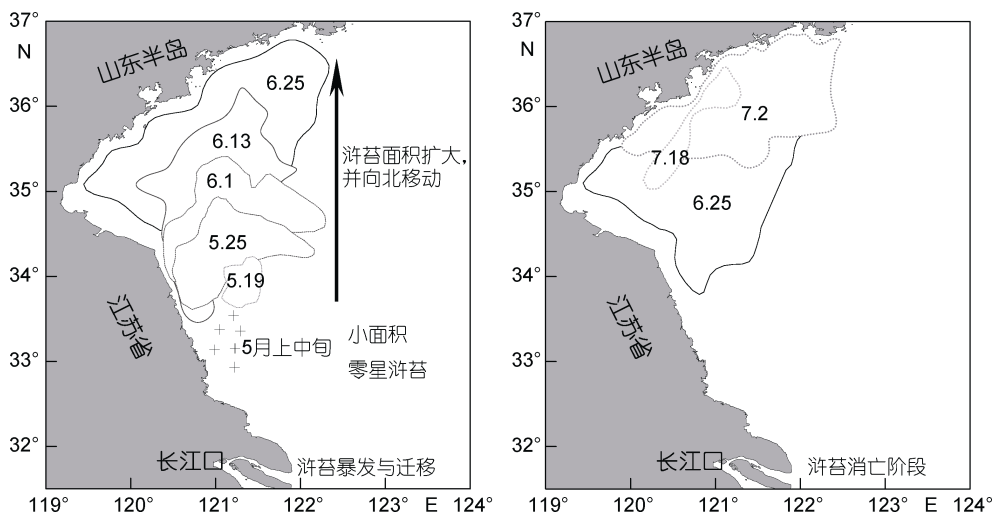 37°
N
36°
35°
34°
33°
32°
119°
120°
121°
122°
123°
E
124°
山东半岛
江苏省
长江口
6.25
6.13
6.1
5.25
5.19
5月上中旬
浒苔面积扩大，
并向北移动
小面积
零星浒苔
浒苔暴发与迁移
37°
N
36°
35°
34°
33°
32°
119°
120°
121°
122°
123°
E
124°
山东半岛
江苏省
长江口
7.2
7.18
6.25
浒苔消亡阶段